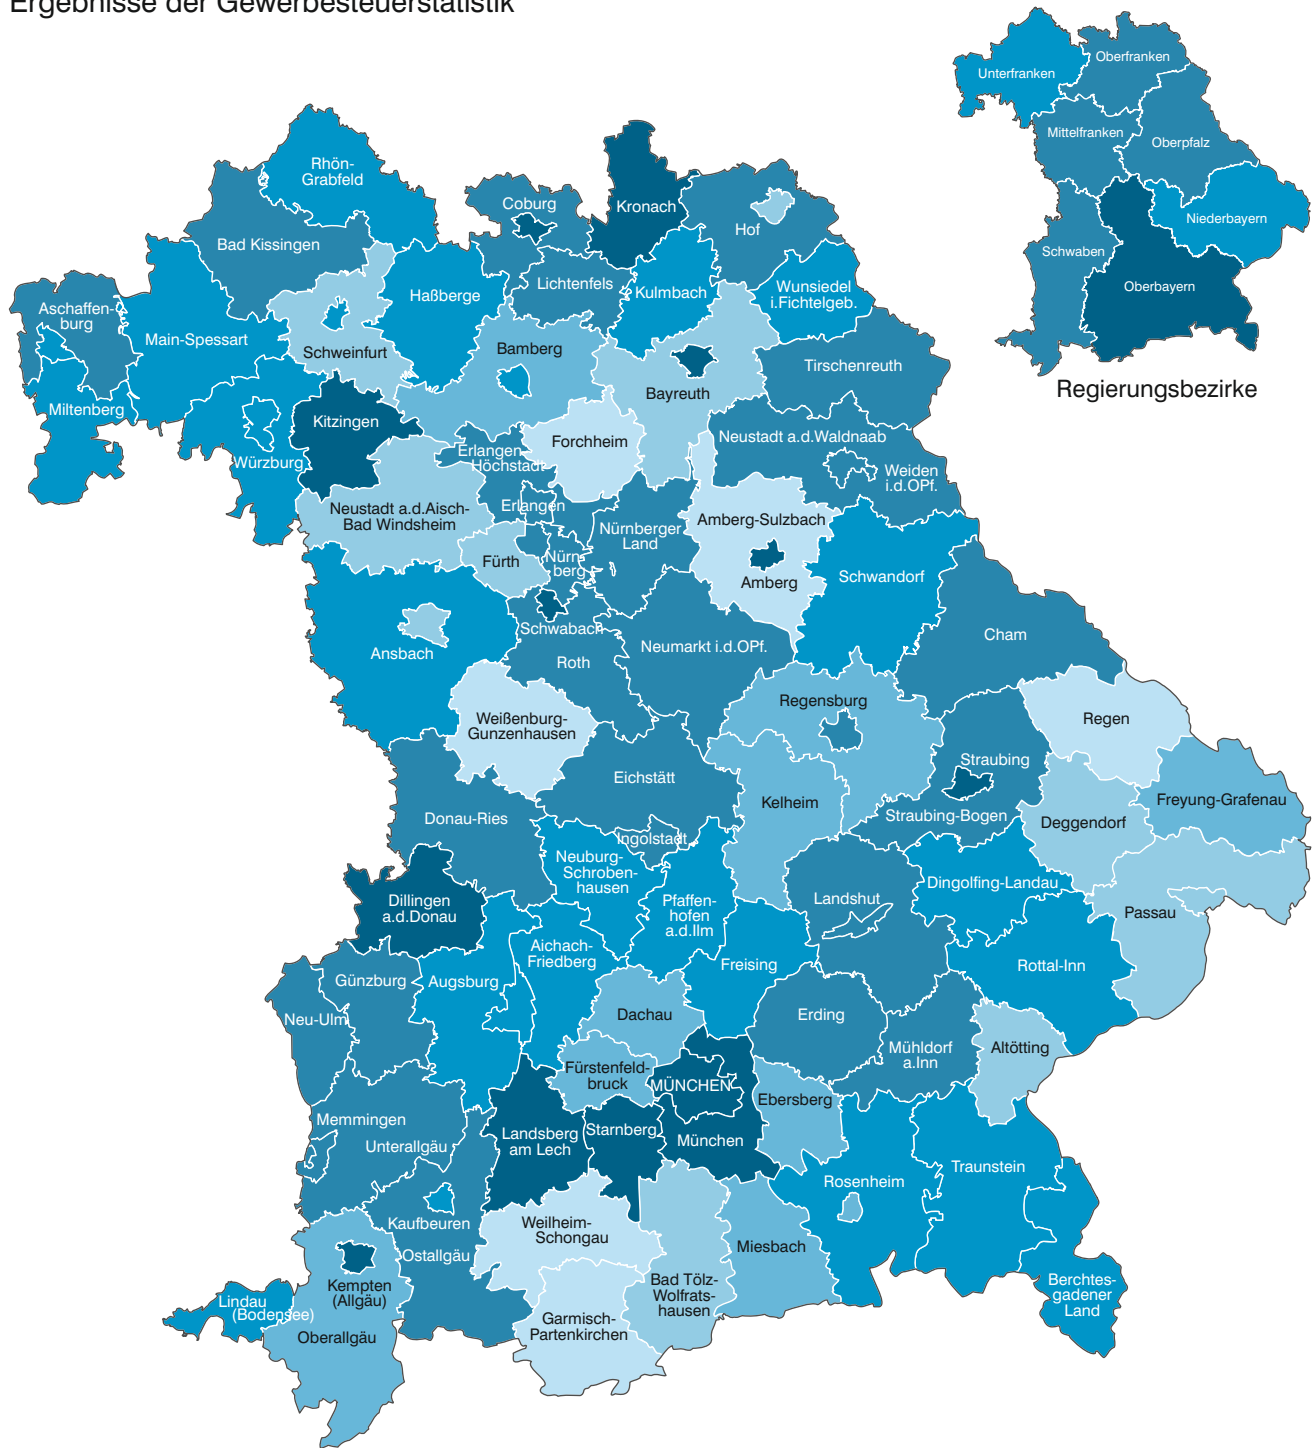 Ergebnisse der Gewerbesteuerstatistik
Unterfranken
Oberfranken
Mittelfranken
Oberpfalz
Niederbayern
Schwaben
Oberbayern
Regierungsbezirke
Rhön-
Grabfeld
Coburg
Kronach
Hof
Bad Kissingen
Lichtenfels
Kulmbach
Wunsiedel
i.Fichtelgeb.
Haßberge
Aschaffen-
burg
Main-Spessart
Schweinfurt
Bamberg
Tirschenreuth
Bayreuth
Miltenberg
Kitzingen
Forchheim
Neustadt a.d.Waldnaab
Weiden
i.d.OPf.
Erlangen
Höchstadt
Würzburg
Neustadt a.d.Aisch-
Bad Windsheim
Erlangen
Nürnberger
Land
Amberg-Sulzbach
Amberg
Fürth
Nürn-
berg
Schwandorf
Schwabach
Roth
Neumarkt i.d.OPf.
Cham
Ansbach
Weißenburg-
Gunzenhausen
Regensburg
Regen
Straubing
Eichstätt
Kelheim
Freyung-Grafenau
Donau-Ries
Straubing-Bogen
Deggendorf
Ingolstadt
Neuburg-
Schroben-
hausen
Dingolfing-Landau
Dillingen
a.d.Donau
Pfaffen-
hofen
a.d.Ilm
Landshut
Passau
Aichach-
Friedberg
Freising
Rottal-Inn
Günzburg
Augsburg
Neu-Ulm
Dachau
Erding
Mühldorf
a.Inn
Altötting
Fürstenfeld-
bruck
MÜNCHEN
Ebersberg
Memmingen
Unterallgäu
Landsberg
am Lech
Starnberg
München
Rosenheim
Traunstein
Kaufbeuren
Ostallgäu
Weilheim-
Schongau
Miesbach
Bad Tölz-
Wolfrats-
hausen
Berchtes-
gadener
Land
Kempten
(Allgäu)
Lindau
(Bodensee)
Oberallgäu
Garmisch-
Partenkirchen